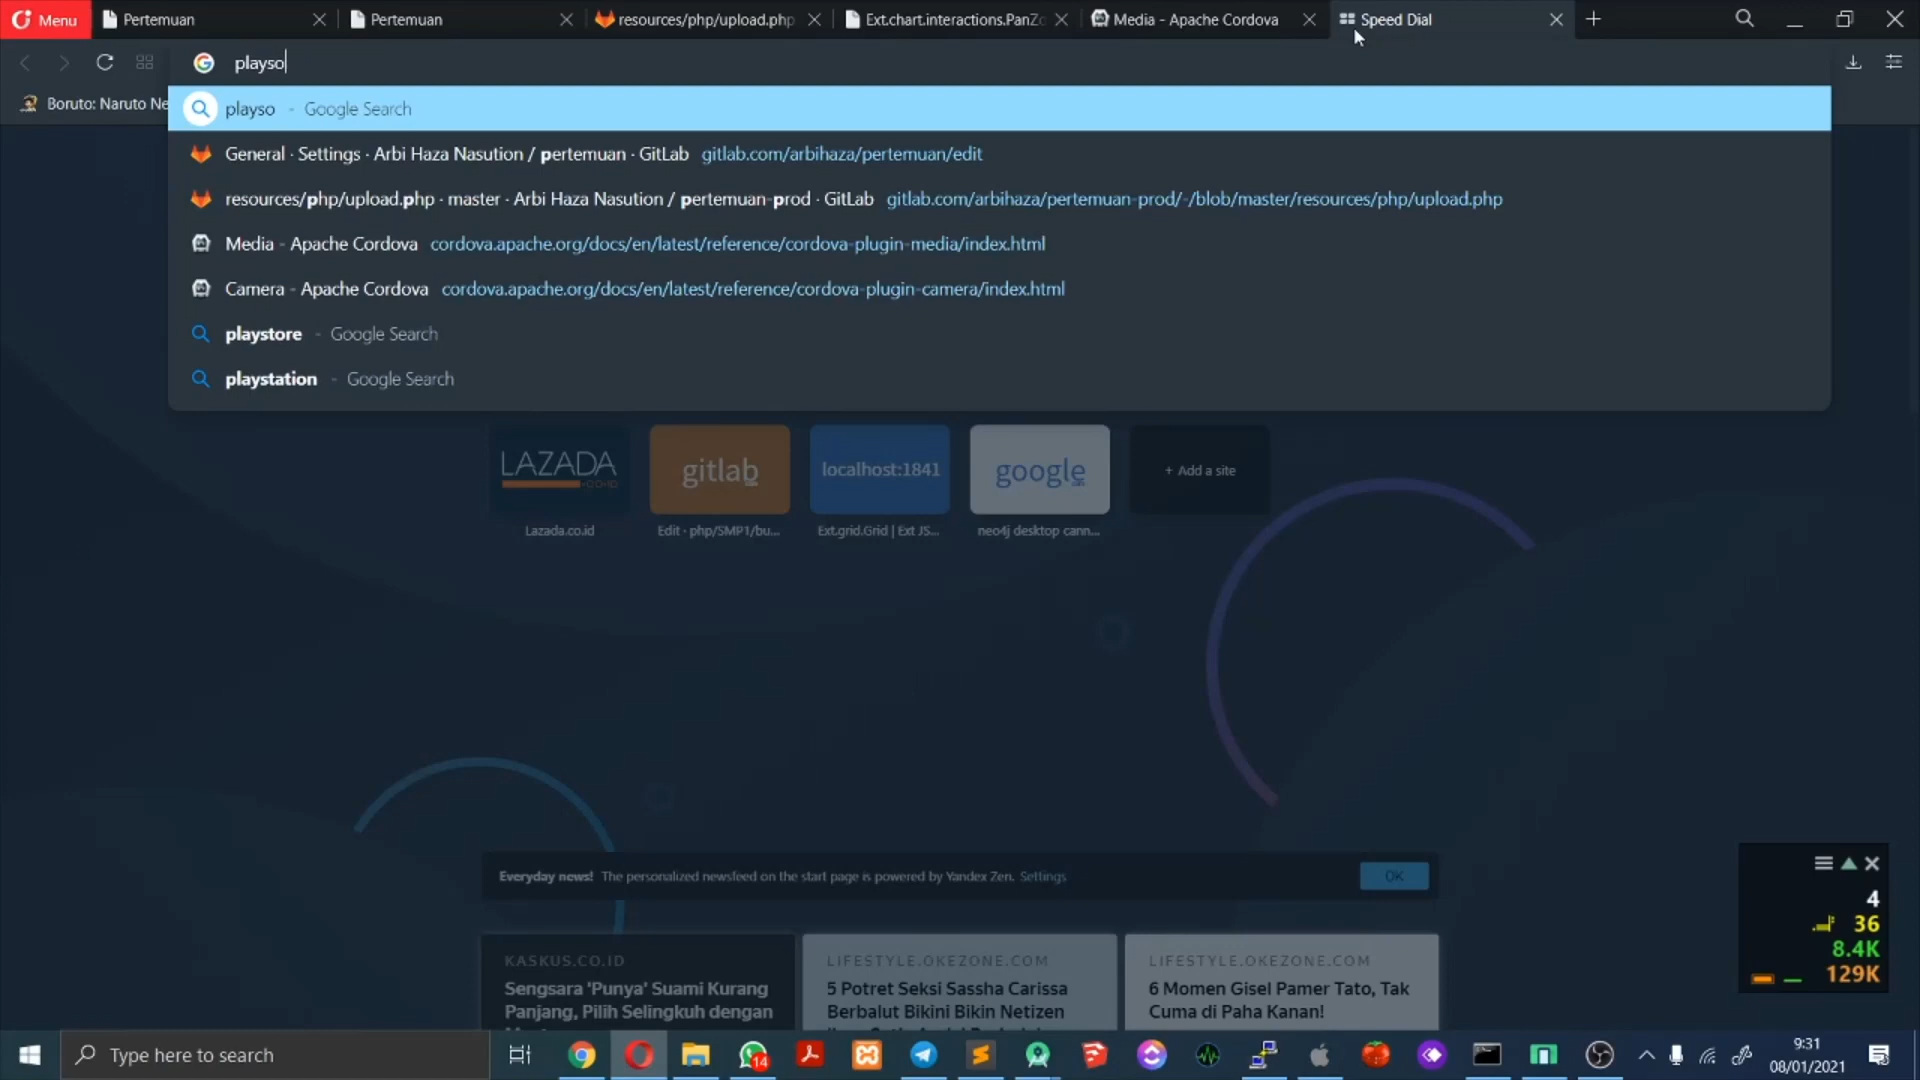 Menu
Pertemuan
Pertemuan
resources/php/upload.php
Ext.chart.interactions.PanZo
Media - Apache Cordova
Speed Dial
playso
Boruto: Naruto Ne
playso - Google Search
General · Settings · Arbi Haza Nasution / pertemuan · GitLab gitlab.com/arbihaza/pertemuan/edit
resources/php/upload.php · master · Arbi Haza Nasution / pertemuan-prod · GitLab gitlab.com/arbihaza/pertemuan-prod/-/blob/master/resources/php/upload.php
Media - Apache Cordova cordova.apache.org/docs/en/latest/reference/cordova-plugin-media/index.html
Camera - Apache Cordova cordova.apache.org/docs/en/latest/reference/cordova-plugin-camera/index.html
playstore - Google Search
playstation - Google Search
LAZADA
gitlab
localhost:1841
google
+ Add a site
Lazada.co.id
Edit · php/SMP1/bu...
Ext.grid.Grid | Ext JS...
neo4j desktop cann...
Everyday news! The personalized newsfeed on the start page is powered by Yandex Zen. Settings
OK
4
36
8.4K
129K
KASKUS.CO.ID
Sengsara 'Punya' Suami Kurang
Panjang, Pilih Selingkuh dengan
LIFESTYLE.OKEZONE.COM
5 Potret Seksi Sassha Carissa
Berbalut Bikini Bikin Netizen
LIFESTYLE.OKEZONE.COM
6 Momen Gisel Pamer Tato, Tak
Cuma di Paha Kanan!
Type here to search
14
9:31
08/01/2021